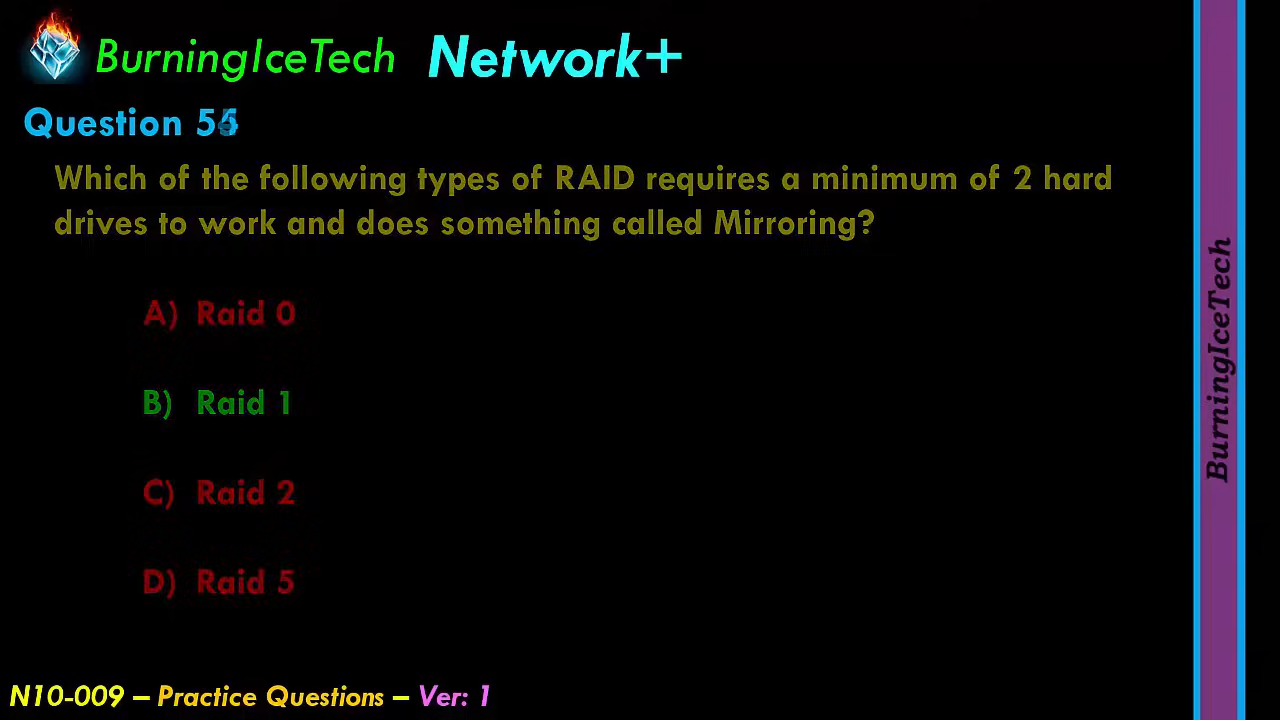 BurningIceTech Network+
Question 5
Which of the following types of RAID requires a minimum of 2 hard
drives to work and does something called Mirroring?
A) Raid 0
B) Raid 1
C) Raid 2
D) Raid 5
N10-009 – Practice Questions – Ver: 1
BurningIceTech